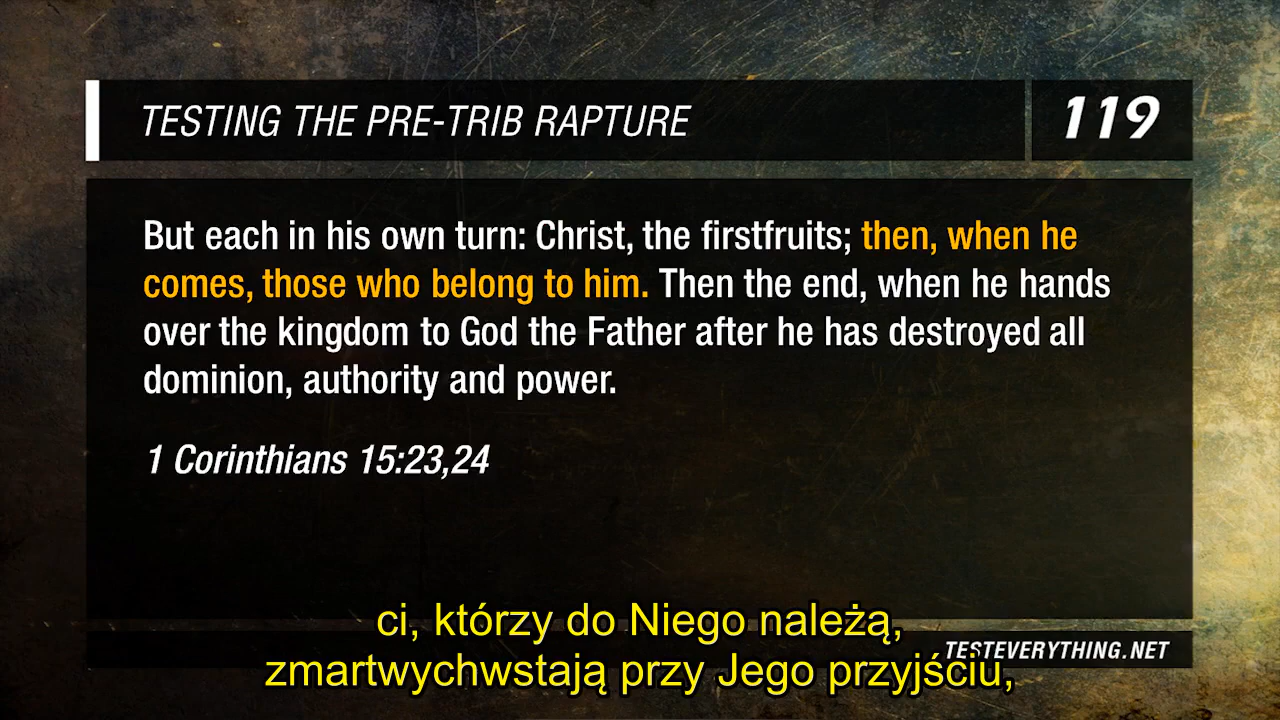 TESTING THE PRE-TRIB RAPTURE
119
But each in his own turn: Christ, the firstfruits; then, when he
comes, those who belong to him. Then the end, when he hands
over the kingdom to God the Father after he has destroyed all
dominion, authority and power.
1 Corinthians 15:23,24
ci, którzy do Niego należą,
TESTEVERYTHING.NET
zmartwychwstają przy Jego przyjściu,